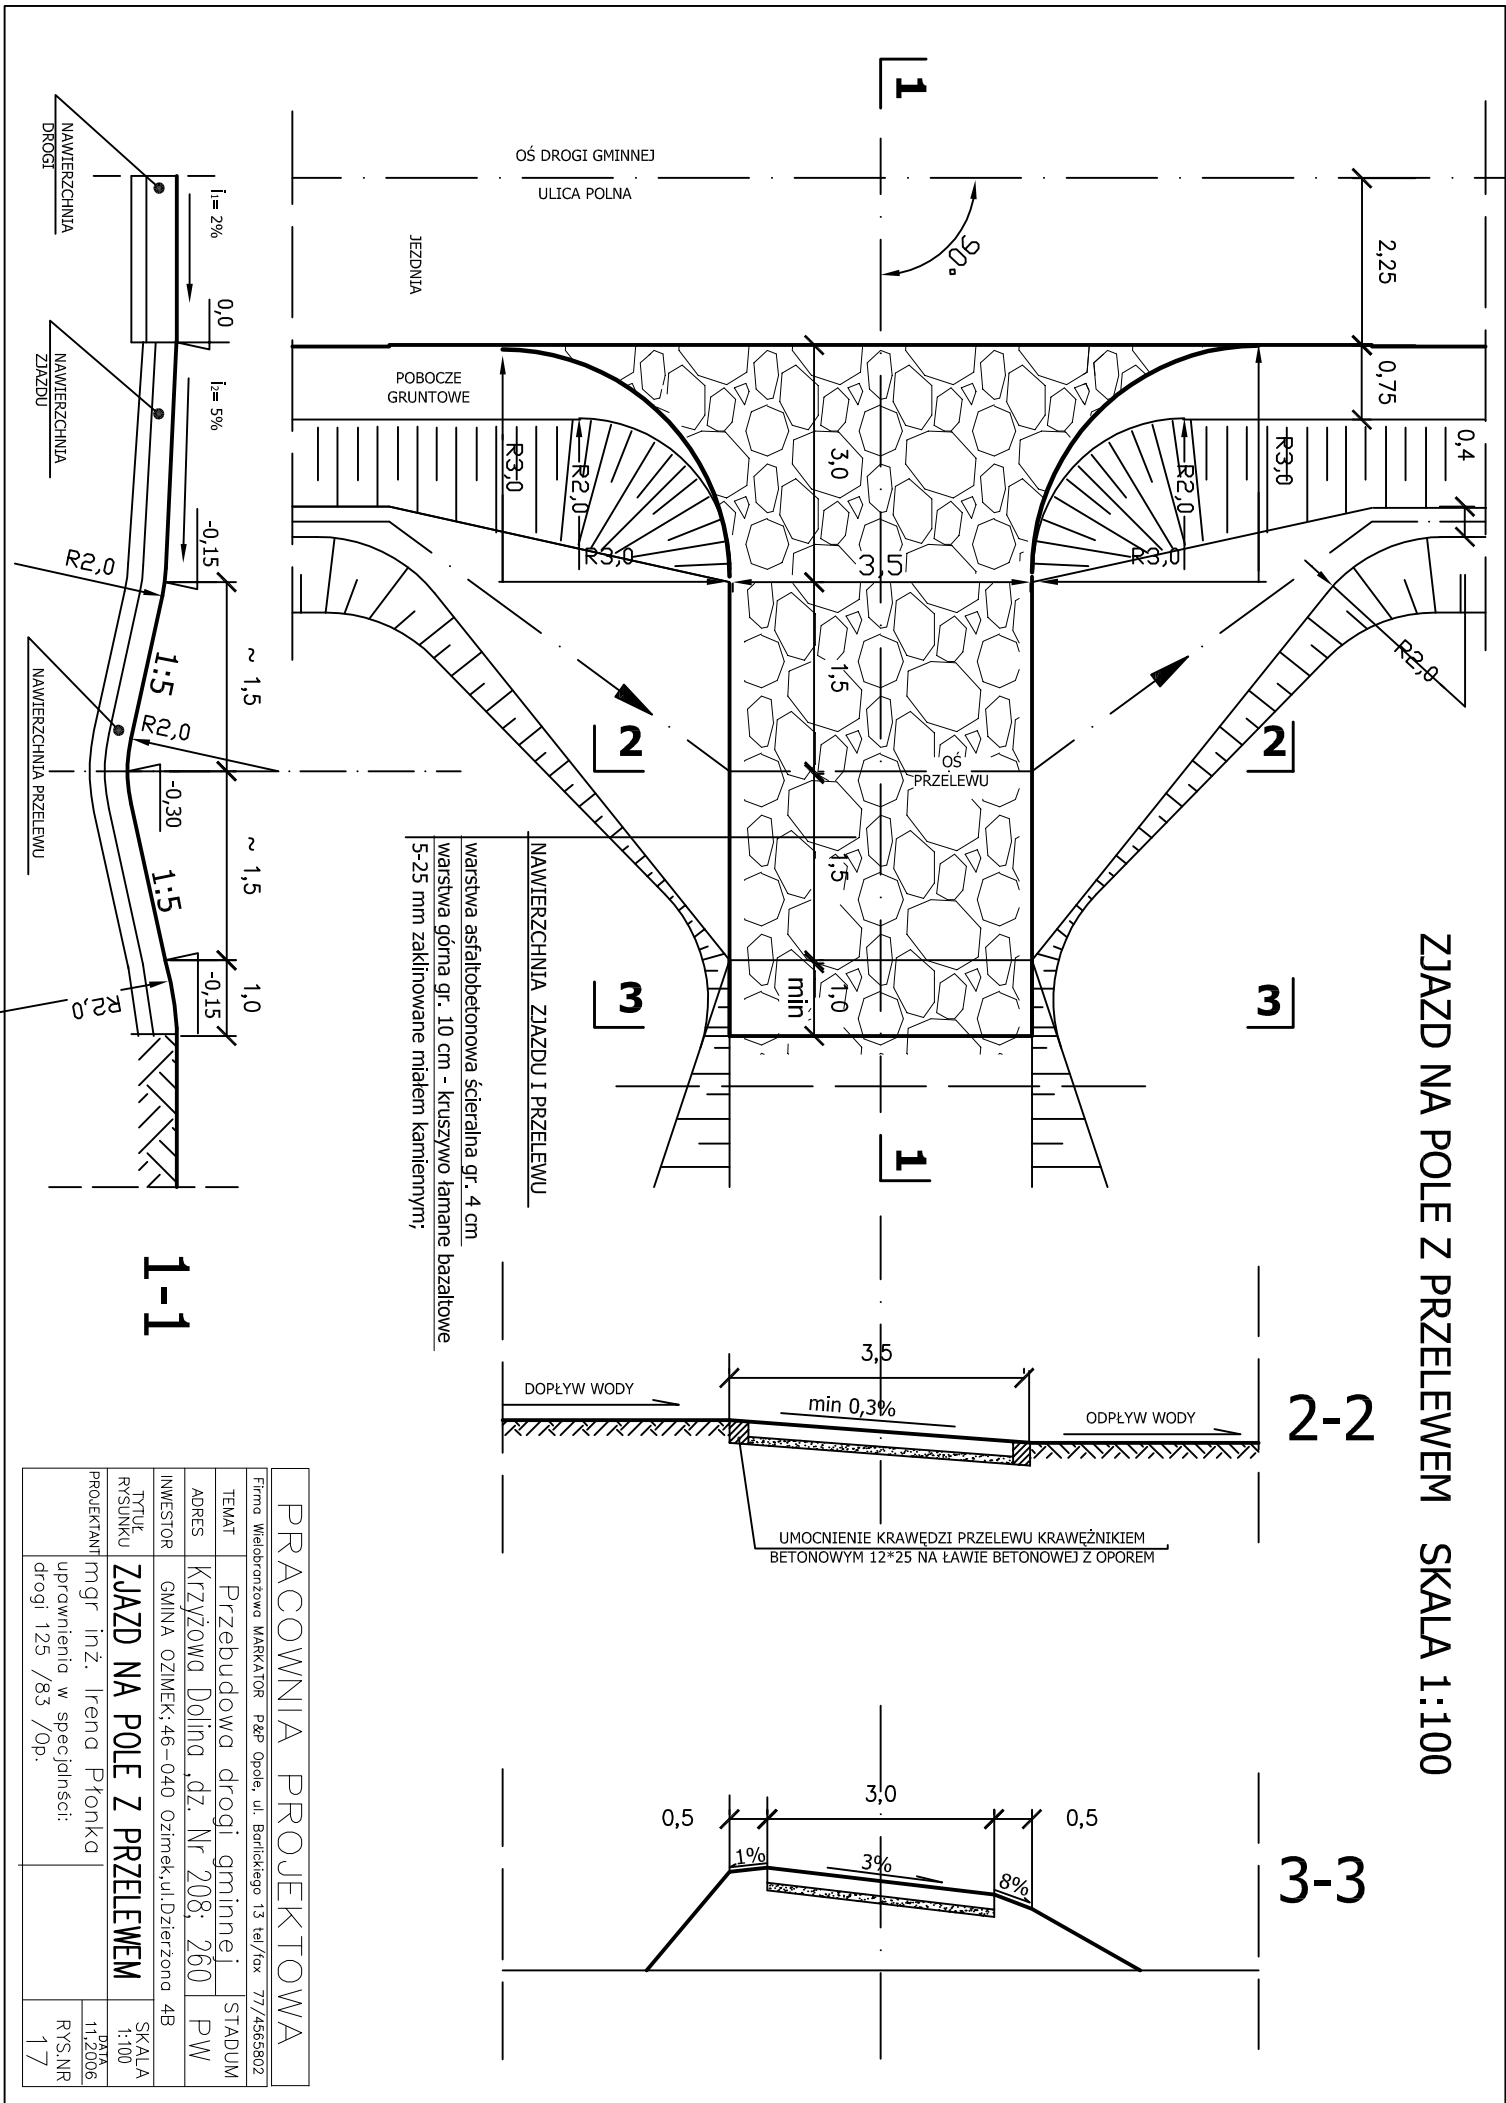 ZJAZD NA POLE Z PRZELEWEM SKALA 1:100
1
OŚ DROGI GMINNEJ
ULICA POLNA
JEZDNIA
90°
2,25
0,75
0,4
POBOCZE
GRUNTOWE
R3,0
R2,0
R3,0
3,0
3,5
R3,0
R2,0
R3,0
R2,0
1,5
2
2
OŚ
PRZELEWU
1,5
1,0
min
3
3
1
NAWIERZCHNIA ZJAZDU I PRZELEWU
warstwa asfaltobetonowa ścieralna gr. 4 cm
warstwa górna gr. 10 cm - kruszywo łamane bazaltowe
5-25 mm zaklinowane miałem kamiennym;
NAWIERZCHNIA
DROGI
i1= 2%
0,0
NAWIERZCHNIA
ZJAZDU
i2= 5%
-0,15
R2,0
1:5
~ 1,5
R2,0
NAWIERZCHNIA PRZELEWU
-0,30
~ 1,5
1:5
-0,15
1,0
R2,0
1-1
2-2
3,5
DOPŁYW WODY
min 0,3%
ODPŁYW WODY
UMOCNIENIE KRAWĘDZI PRZELEWU KRAWĘŻNIKIEM
BETONOWYM 12*25 NA ŁAWIE BETONOWEJ Z OPOREM
3-3
0,5
3,0
0,5
1%
3%
8%
PRACOWNIA PROJEKTOWA
Firma Wielobranżowa MARKATOR P&P Opole, ul. Barlickiego 13 tel/fax 77/4565802
TEMAT
Przebudowa drogi gminnej
STADUM
ADRES
Krzyżowa Dolina ,dz. Nr 208; 260
PW
INWESTOR
GMINA OZIMEK; 46-040 Ozimek,ul.Dzierżona 4B
TYTUŁ
RYSUNKU
ZJAZD NA POLE Z PRZELEWEM
SKALA
1:100
PROJEKTANT
mgr inż. Irena Płonka
uprawnienia w specjalnści:
drogi 125 /83 /Op.
DATA
11,2006
RYS.NR
17